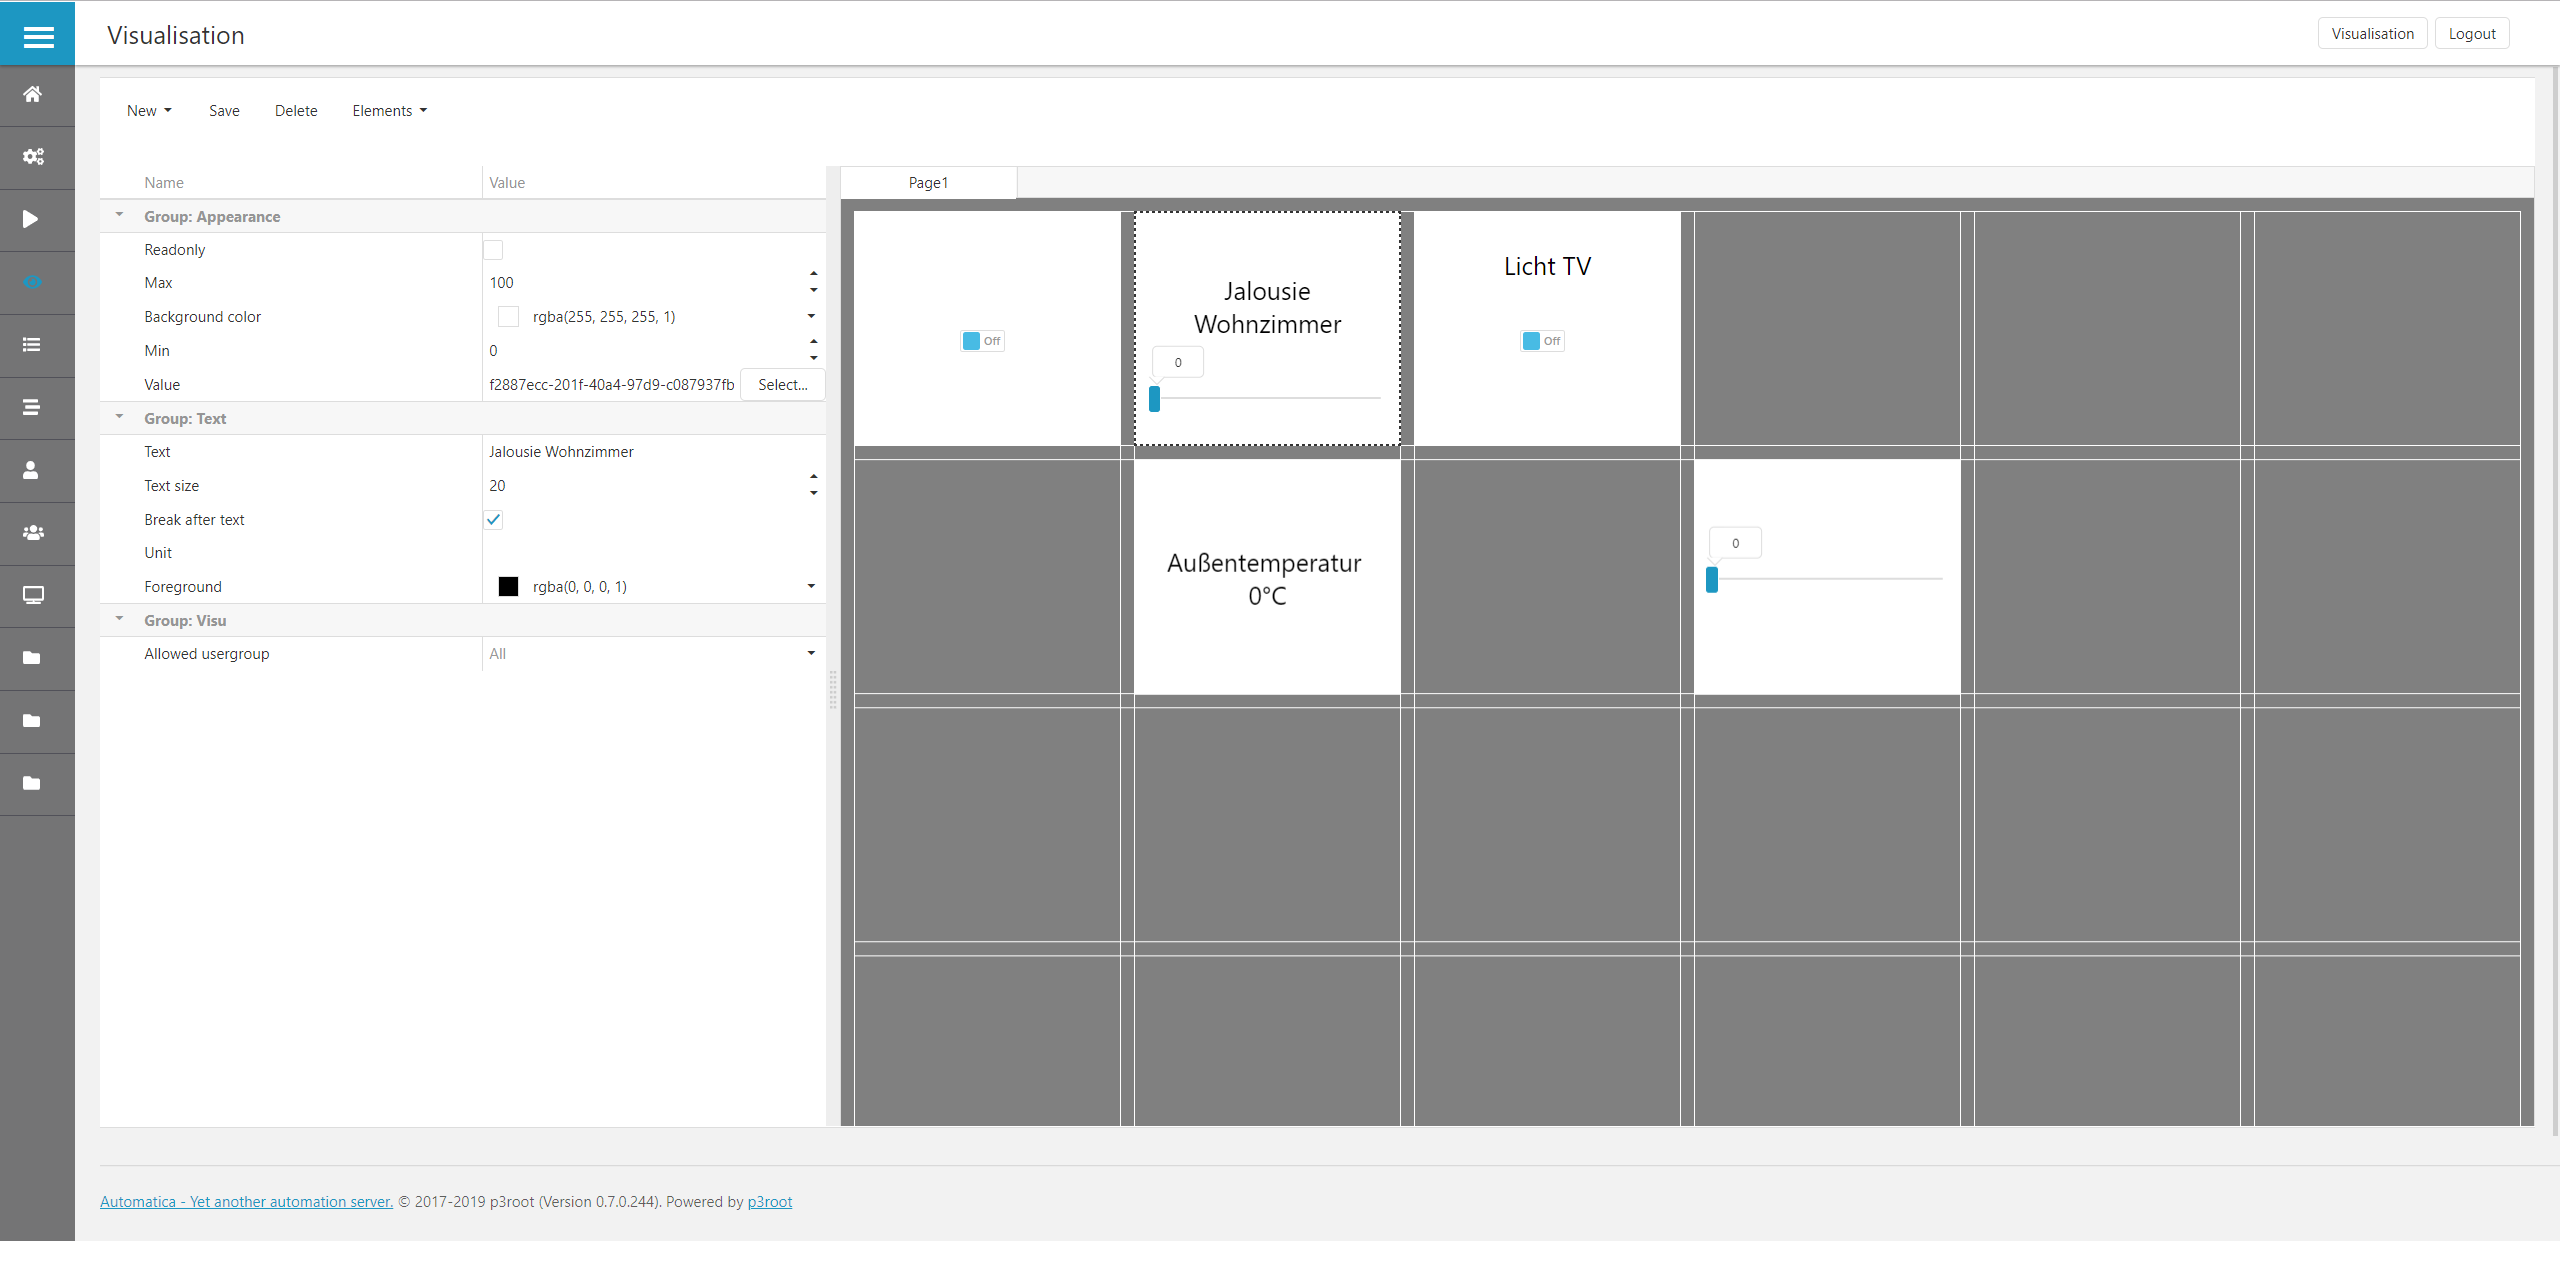 Visualisation
Visualisation
Logout
New
Save
Delete
Elements
Name
Value
Group: Appearance
Readonly
Max
100
Background color
rgba(255, 255, 255, 1)
Min
0
Value
f2887ecc-201f-40a4-97d9-c087937fb
Select...
Group: Text
Text
Jalousie Wohnzimmer
Text size
20
Break after text
Unit
Foreground
rgba(0, 0, 0, 1)
Group: Visu
Allowed usergroup
All
Page1
Off
Jalousie
Wohnzimmer
0
Licht TV
Off
Außentemperatur
0°C
0
Automatica - Yet another automation server. © 2017-2019 p3root (Version 0.7.0.244). Powered by p3root